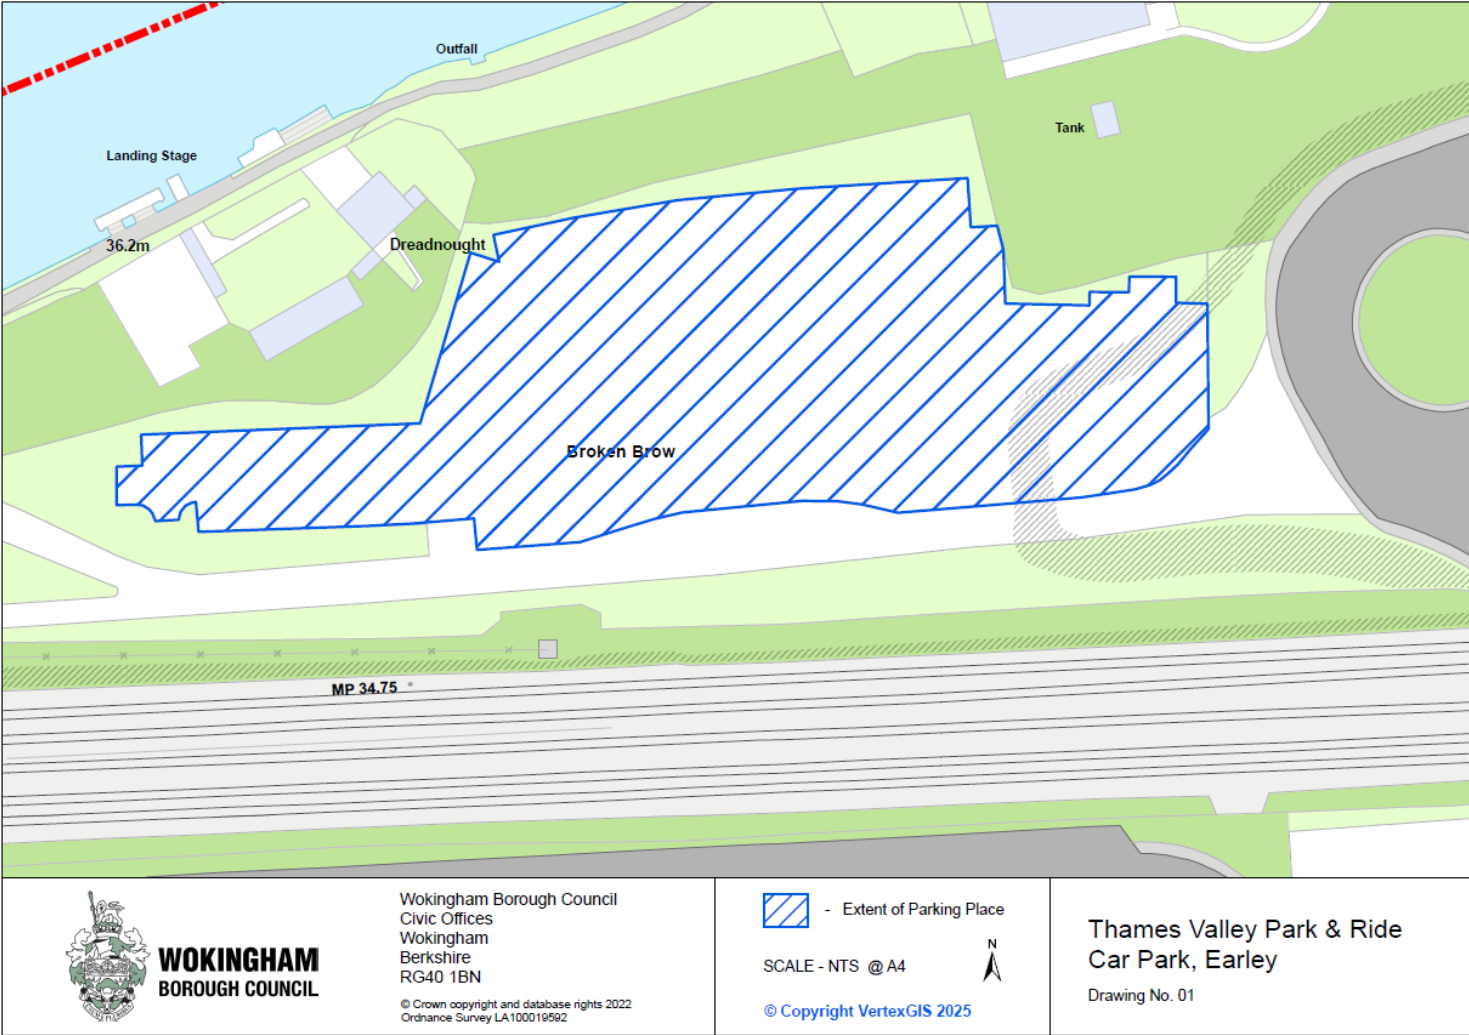 Outfall
Tank
Landing Stage
36.2m
Dreadnought
Broken Brow
MP 34.75
WOKINGHAM
BOROUGH COUNCIL
Wokingham Borough Council
Civic Offices
Wokingham
Berkshire
RG40 1BN
© Crown copyright and database rights 2022
Ordnance Survey LA100019592
- Extent of Parking Place
N
SCALE - NTS @ A4
© Copyright VertexGIS 2025
Thames Valley Park & Ride
Car Park, Earley
Drawing No. 01